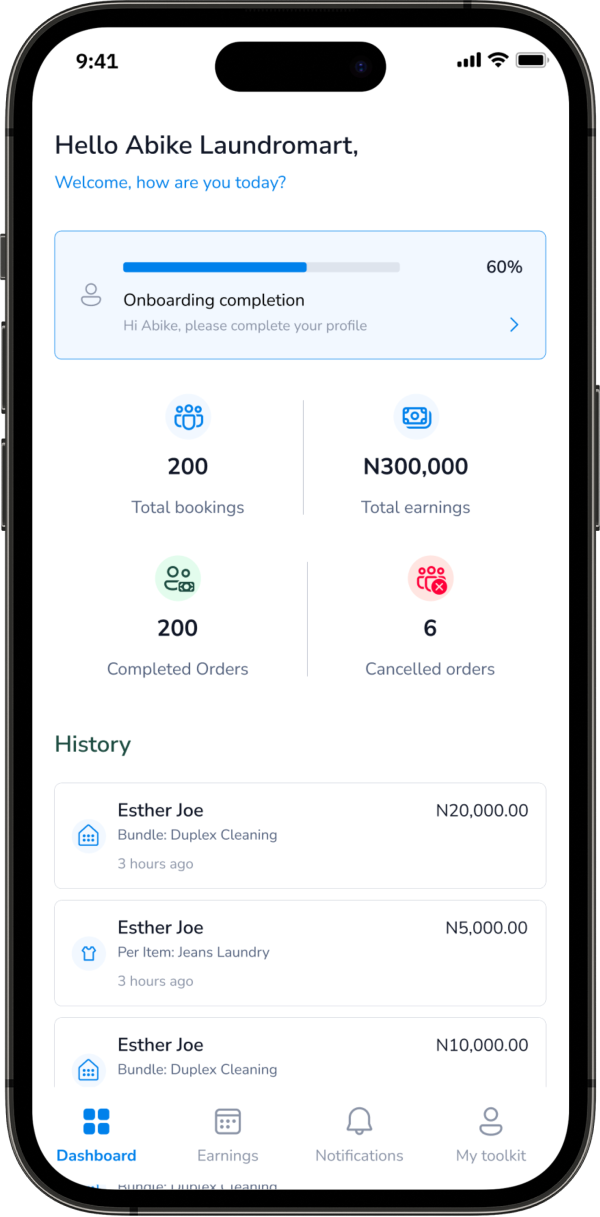 9:41
Hello Abike Laundromart,
Welcome, how are you today?
60%
Onboarding completion
Hi Abike, please complete your profile
200
N300,000
Total bookings
Total earnings
200
6
Completed Orders
Cancelled orders
History
Esther Joe
N20,000.00
Bundle: Duplex Cleaning
3 hours ago
Esther Joe
N5,000.00
Per Item: Jeans Laundry
3 hours ago
Esther Joe
N10,000.00
Bundle: Duplex Cleaning
Dashboard
Earnings
Notifications
My toolkit
Bundle: Duplex Cleaning